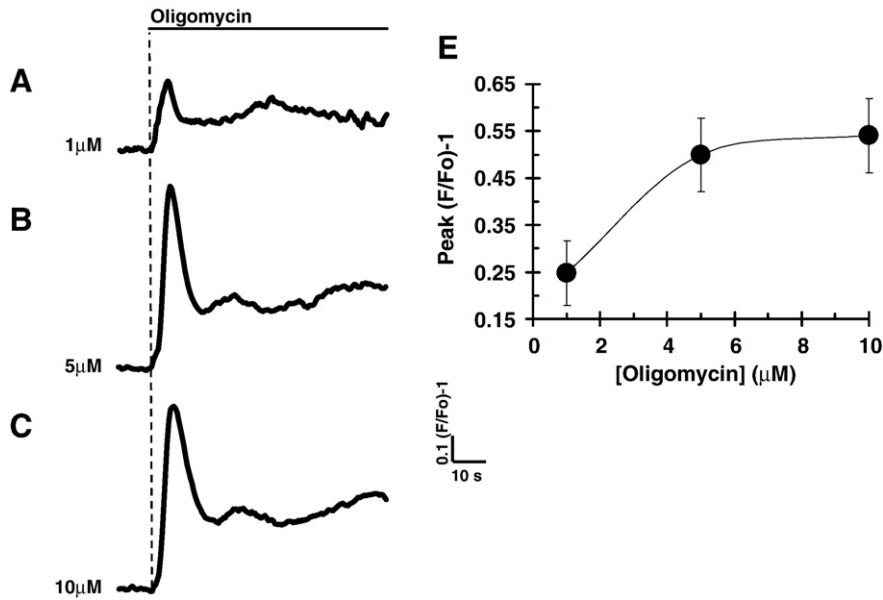 Oligomycin
A
1μM
B
5μM
C
10μM
E
0.65
0.55
0.45
0.35
0.25
0.15
Peak (F/Fo)-1
0 2 4 6 8 10
[Oligomycin] (μM)
0.1 (F/Fo)-1
10 s